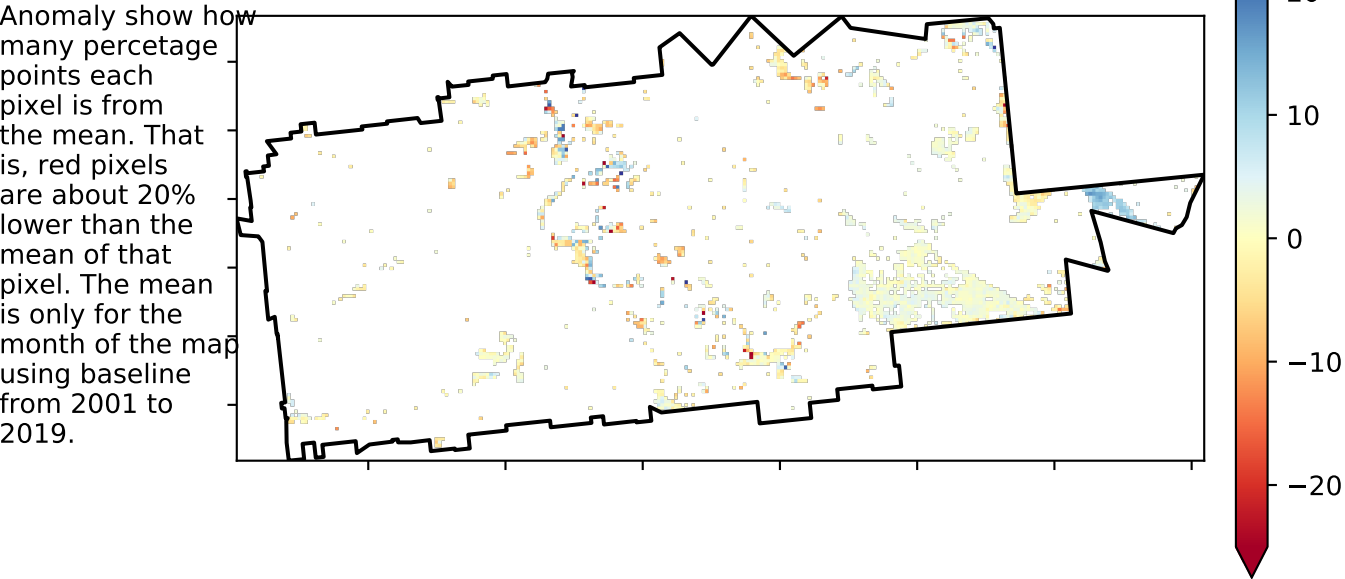 Anomaly show how
many percetage
points each
pixel is from
the mean. That
is, red pixels
are about 20%
lower than the
mean of that
pixel. The mean
is only for the
month of the map
using baseline
from 2001 to
2019.
10
0
−10
−20